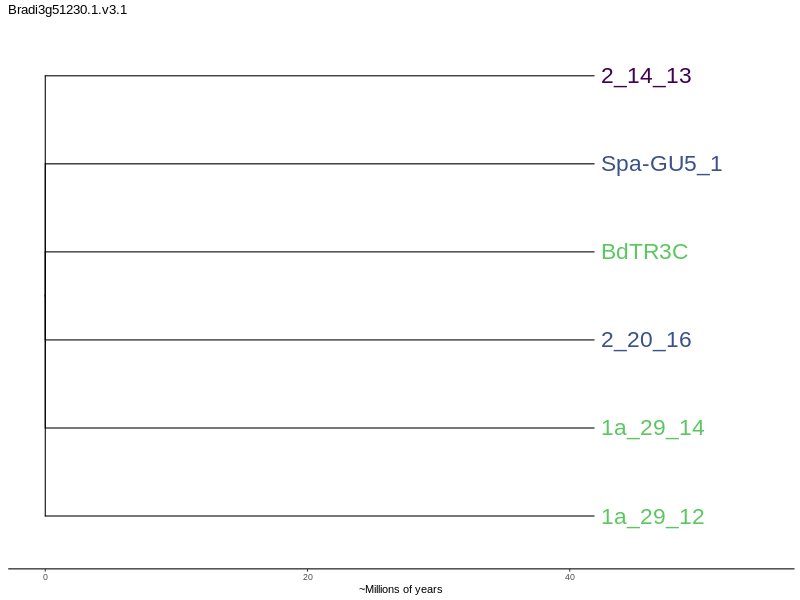 Bradi3g51230.1.v3.1
2_14_13
Spa-GU5_1
BdTR3C
2_20_16
1a_29_14
1a_29_12
0 20 40
~Millions of years